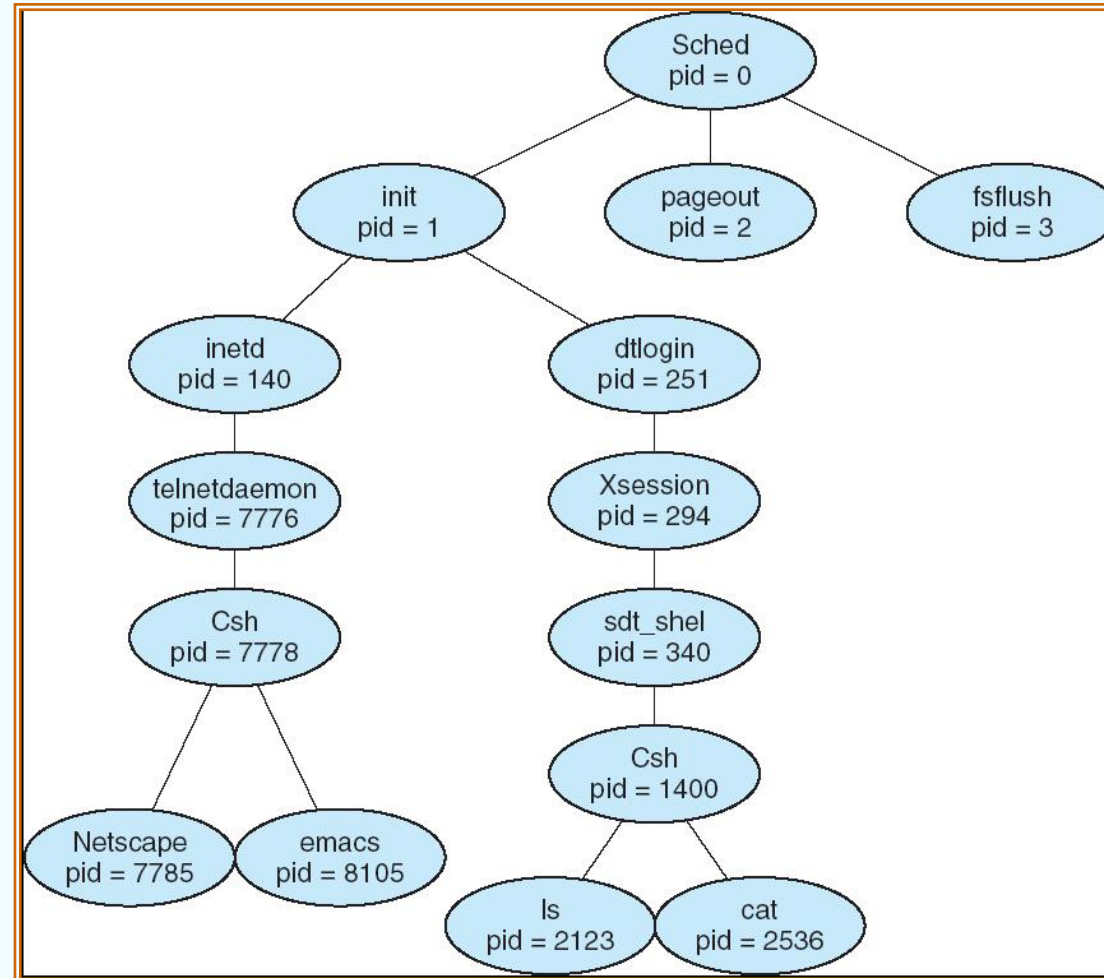 Sched
pid = 0
init
pid = 1
pageout
pid = 2
fsflush
pid = 3
inetd
pid = 140
dtlogin
pid = 251
telnetdaemon
pid = 7776
Xsession
pid = 294
Csh
pid = 7778
sdt_shel
pid = 340
Csh
pid = 1400
Netscape
pid = 7785
emacs
pid = 8105
ls
pid = 2123
cat
pid = 2536